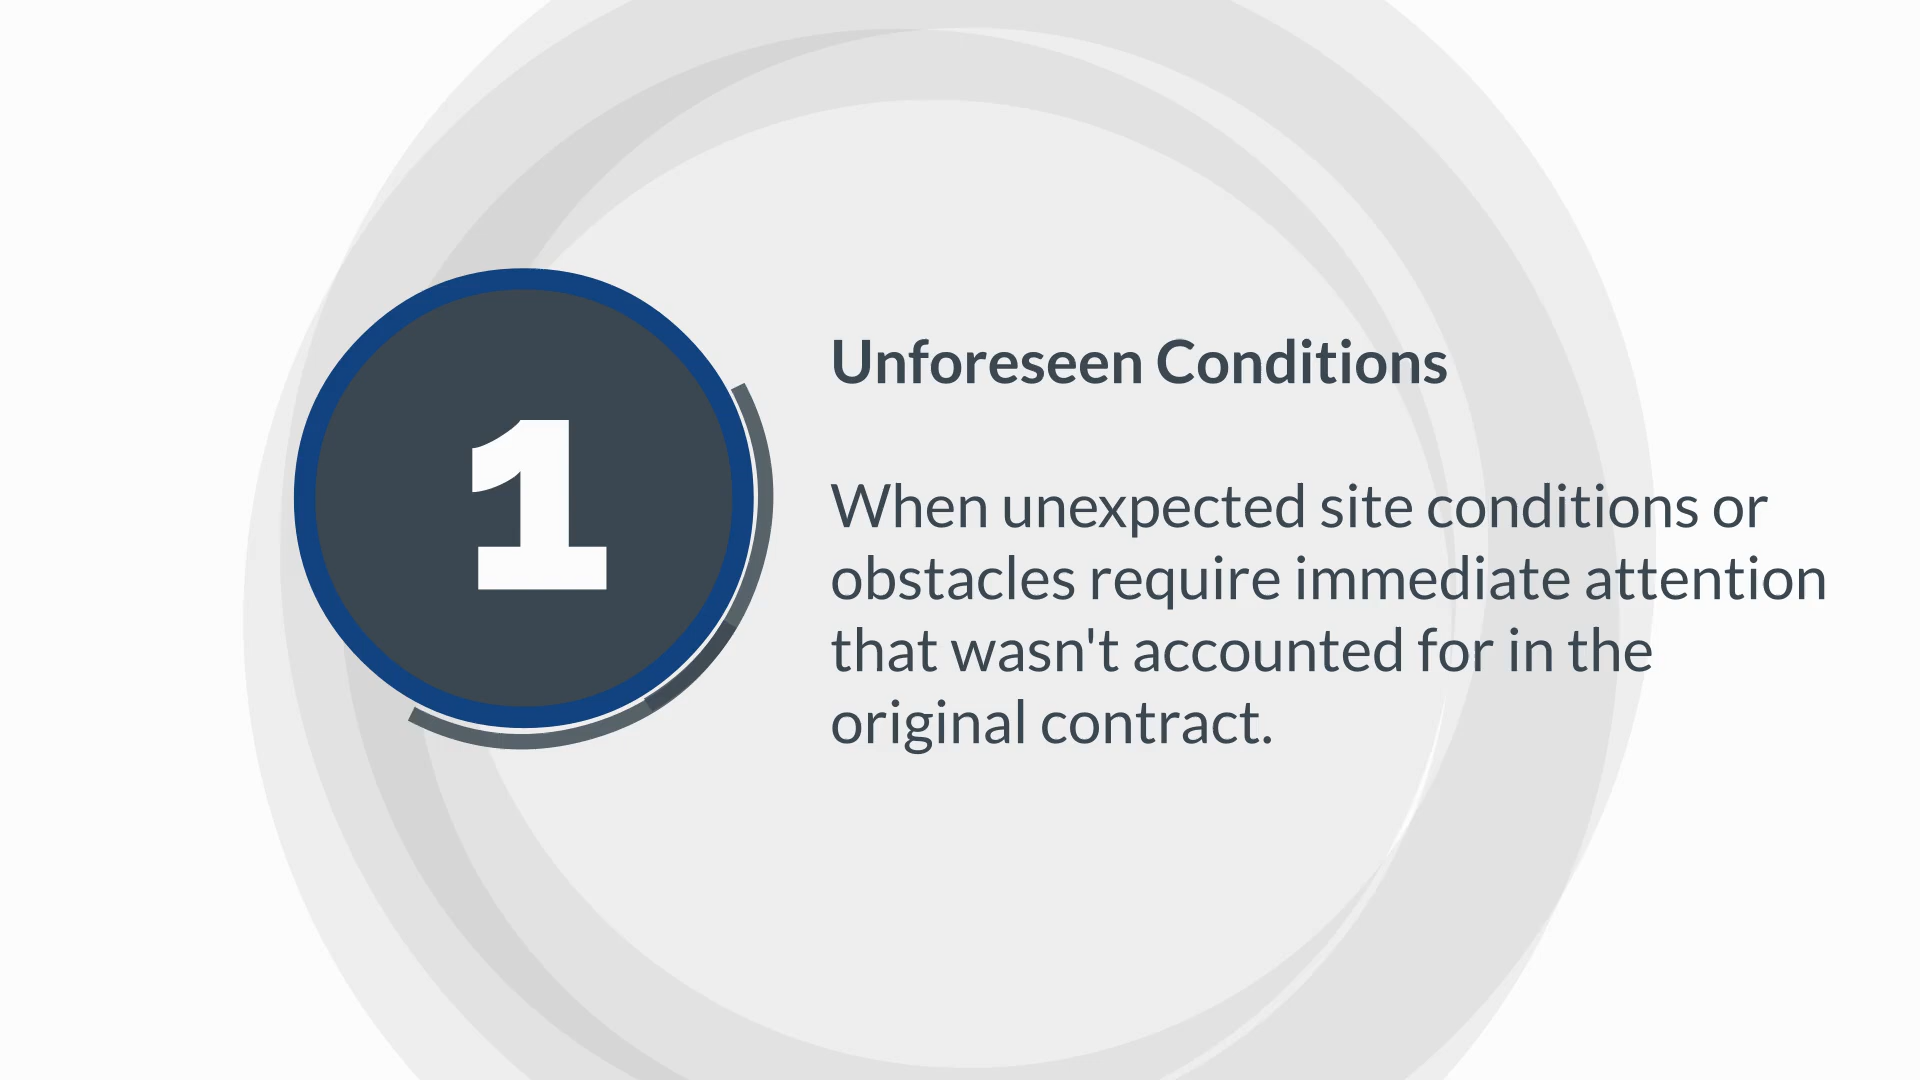 1
Unforeseen Conditions
When unexpected site conditions or
obstacles require immediate attention
that wasn't accounted for in the
original contract.